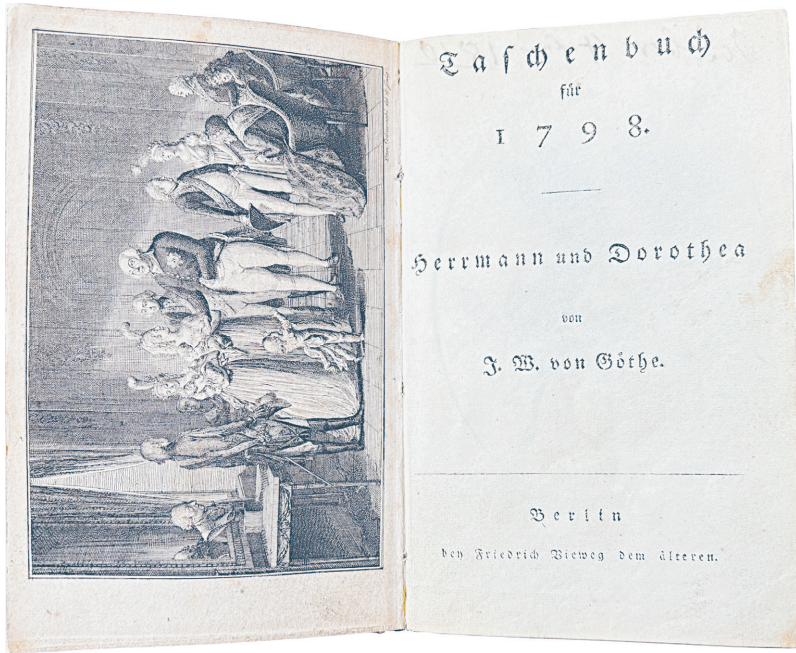 Taschenbuch
für
1798.
Herrmann und Dorothea
von
J. W. von Göthe.
Berlin
bey Friedrich Vieweg dem älteren.